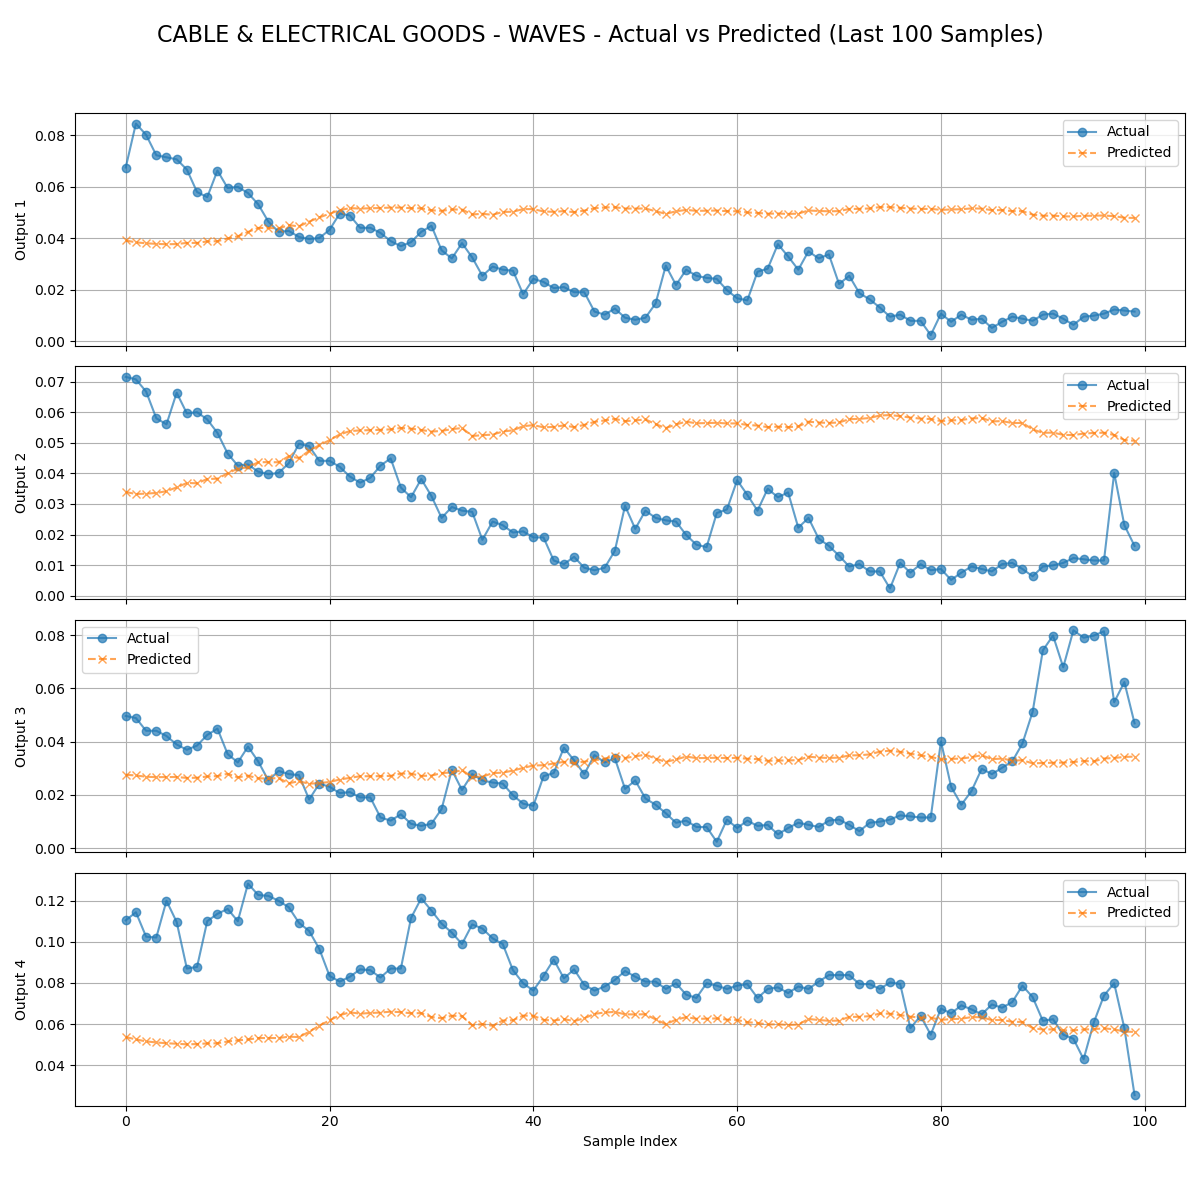 CABLE & ELECTRICAL GOODS - WAVES - Actual vs Predicted (Last 100 Samples)
Output 1
0.08
0.06
0.04
0.02
0.00
Actual
Predicted
Output 2
0.07
0.06
0.05
0.04
0.03
0.02
0.01
0.00
Actual
Predicted
Output 3
0.08
0.06
0.04
0.02
0.00
Actual
Predicted
Output 4
0.12
0.10
0.08
0.06
0.04
Actual
Predicted
0 20 40 60 80 100
Sample Index